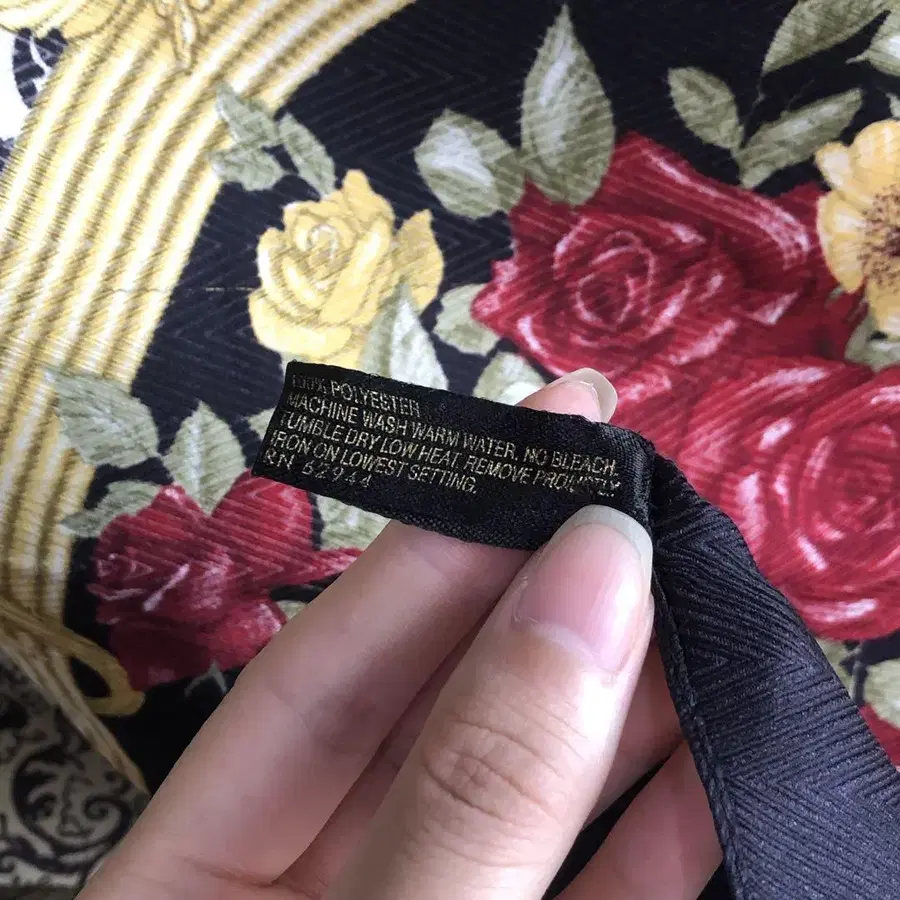 100% POLYESTER
MACHINE WASH WARM WATER. NO BLEACH.
TUMBLE DRY LOW HEAT. REMOVE PROMPTLY.
IRON ON LOWEST SETTING.
RN 62944